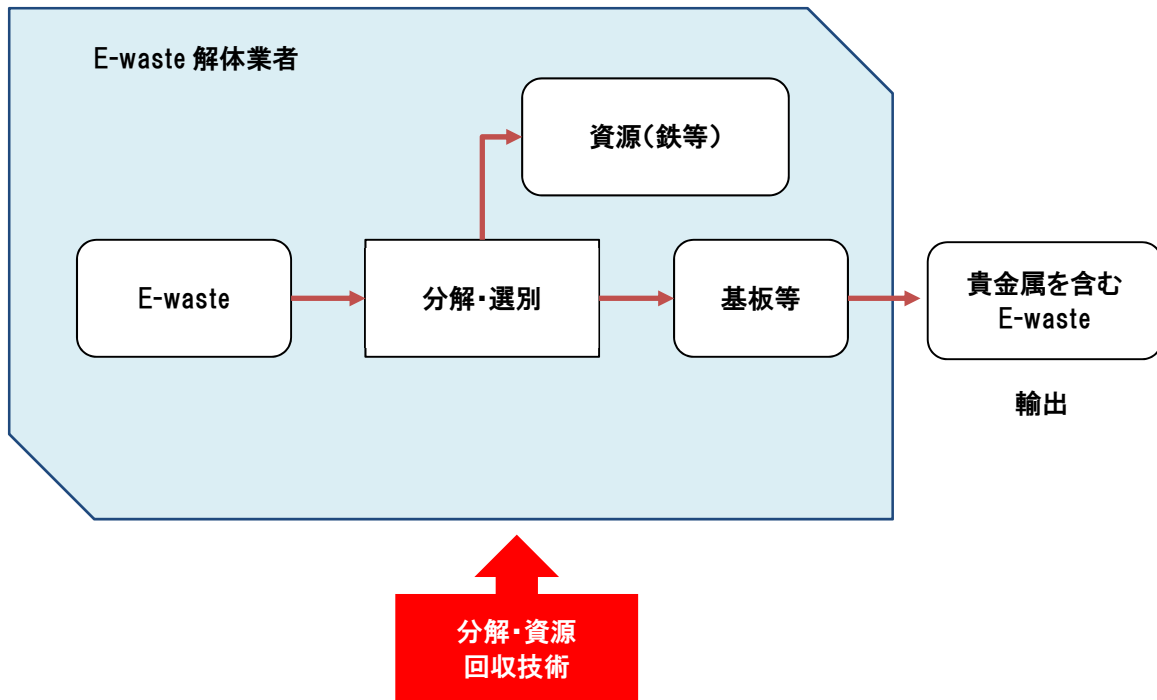 E-waste 解体業者
資源(鉄等)
E-waste
分解・選別
基板等
貴金属を含む
E-waste
輸出
分解・資源
回収技術